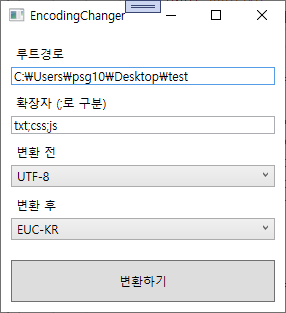 EncodingChanger
루트경로
C:₩Users₩psg10₩Desktop₩test
확장자 (;로 구분)
txt;css;js
변환 전
UTF-8
변환 후
EUC-KR
변환하기